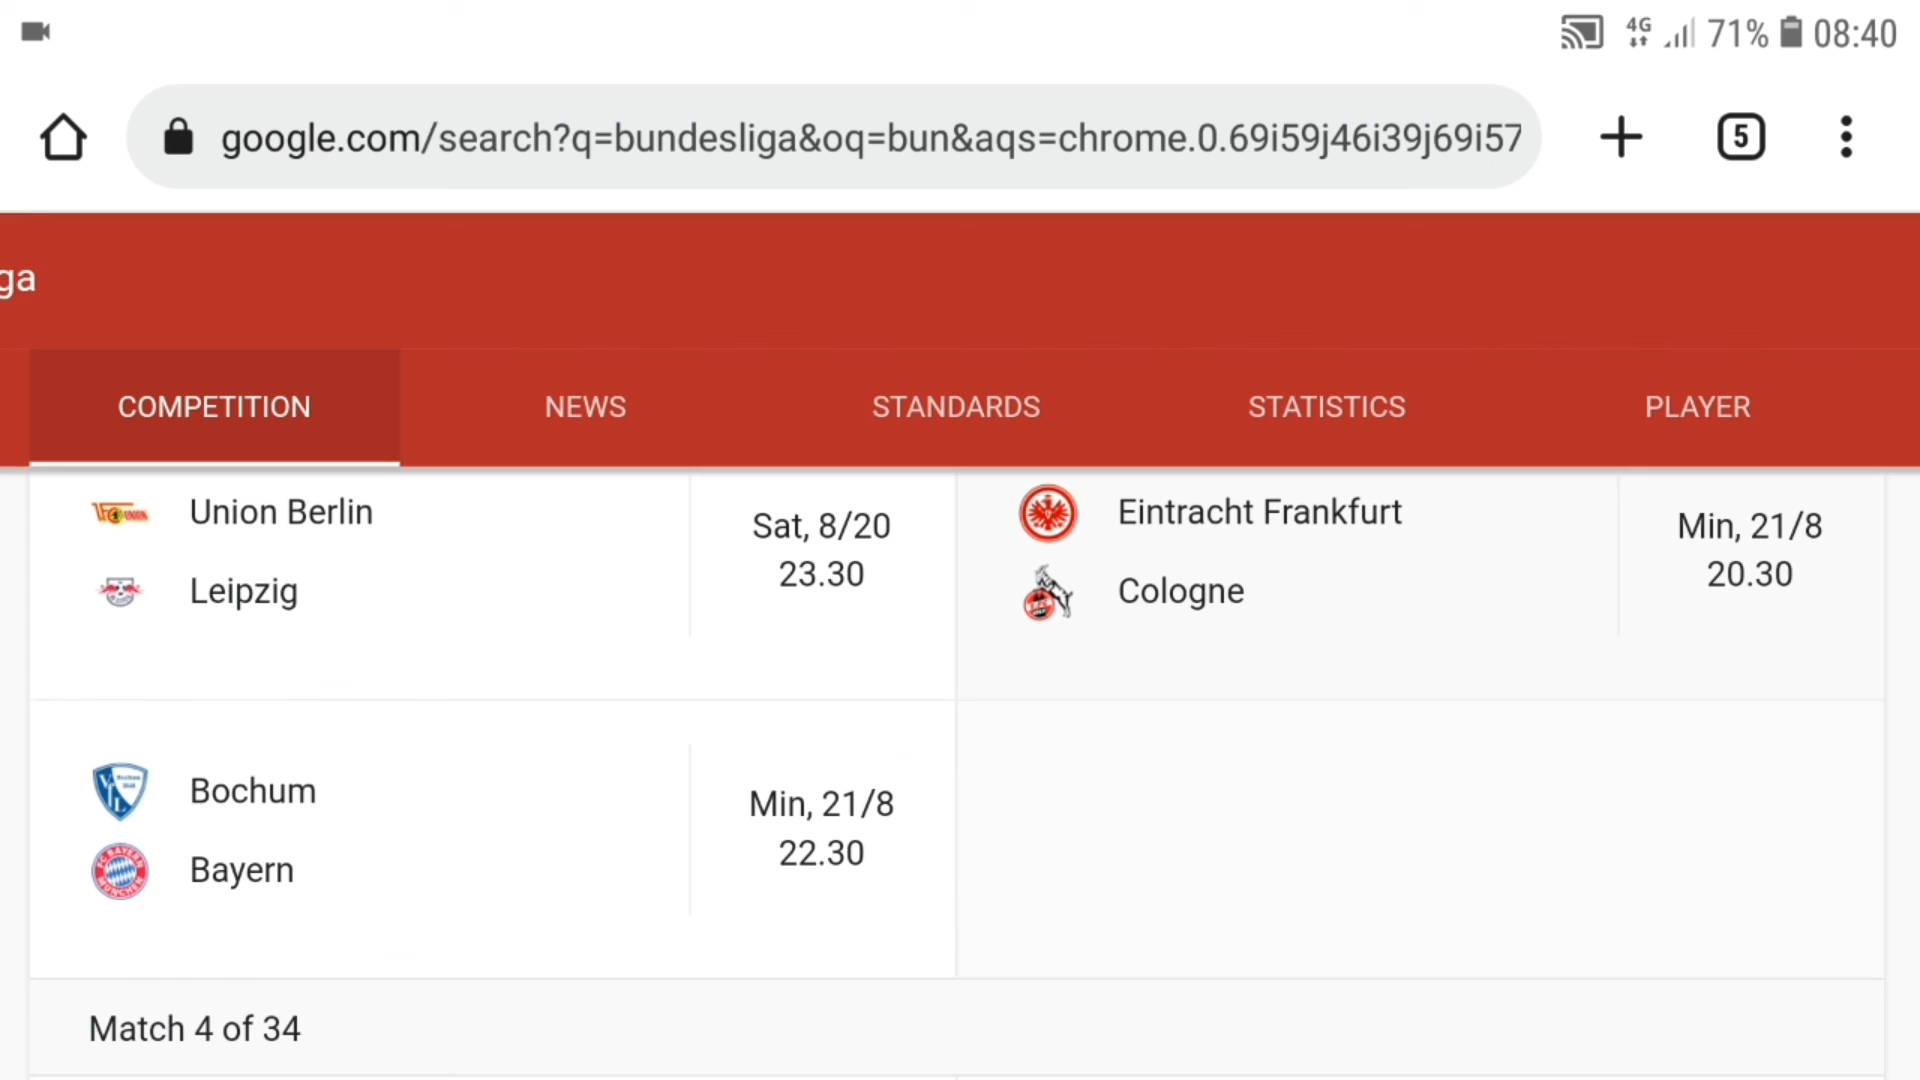 4G 71% 08:40
google.com/search?q=bundesliga&oq=bun&aqs=chrome.0.69i59j46i39j69i57
5
ga
COMPETITION NEWS STANDARDS STATISTICS PLAYER
Union Berlin
Leipzig
Sat, 8/20
23.30
Eintracht Frankfurt
Cologne
Min, 21/8
20.30
Bochum
Bayern
Min, 21/8
22.30
Match 4 of 34